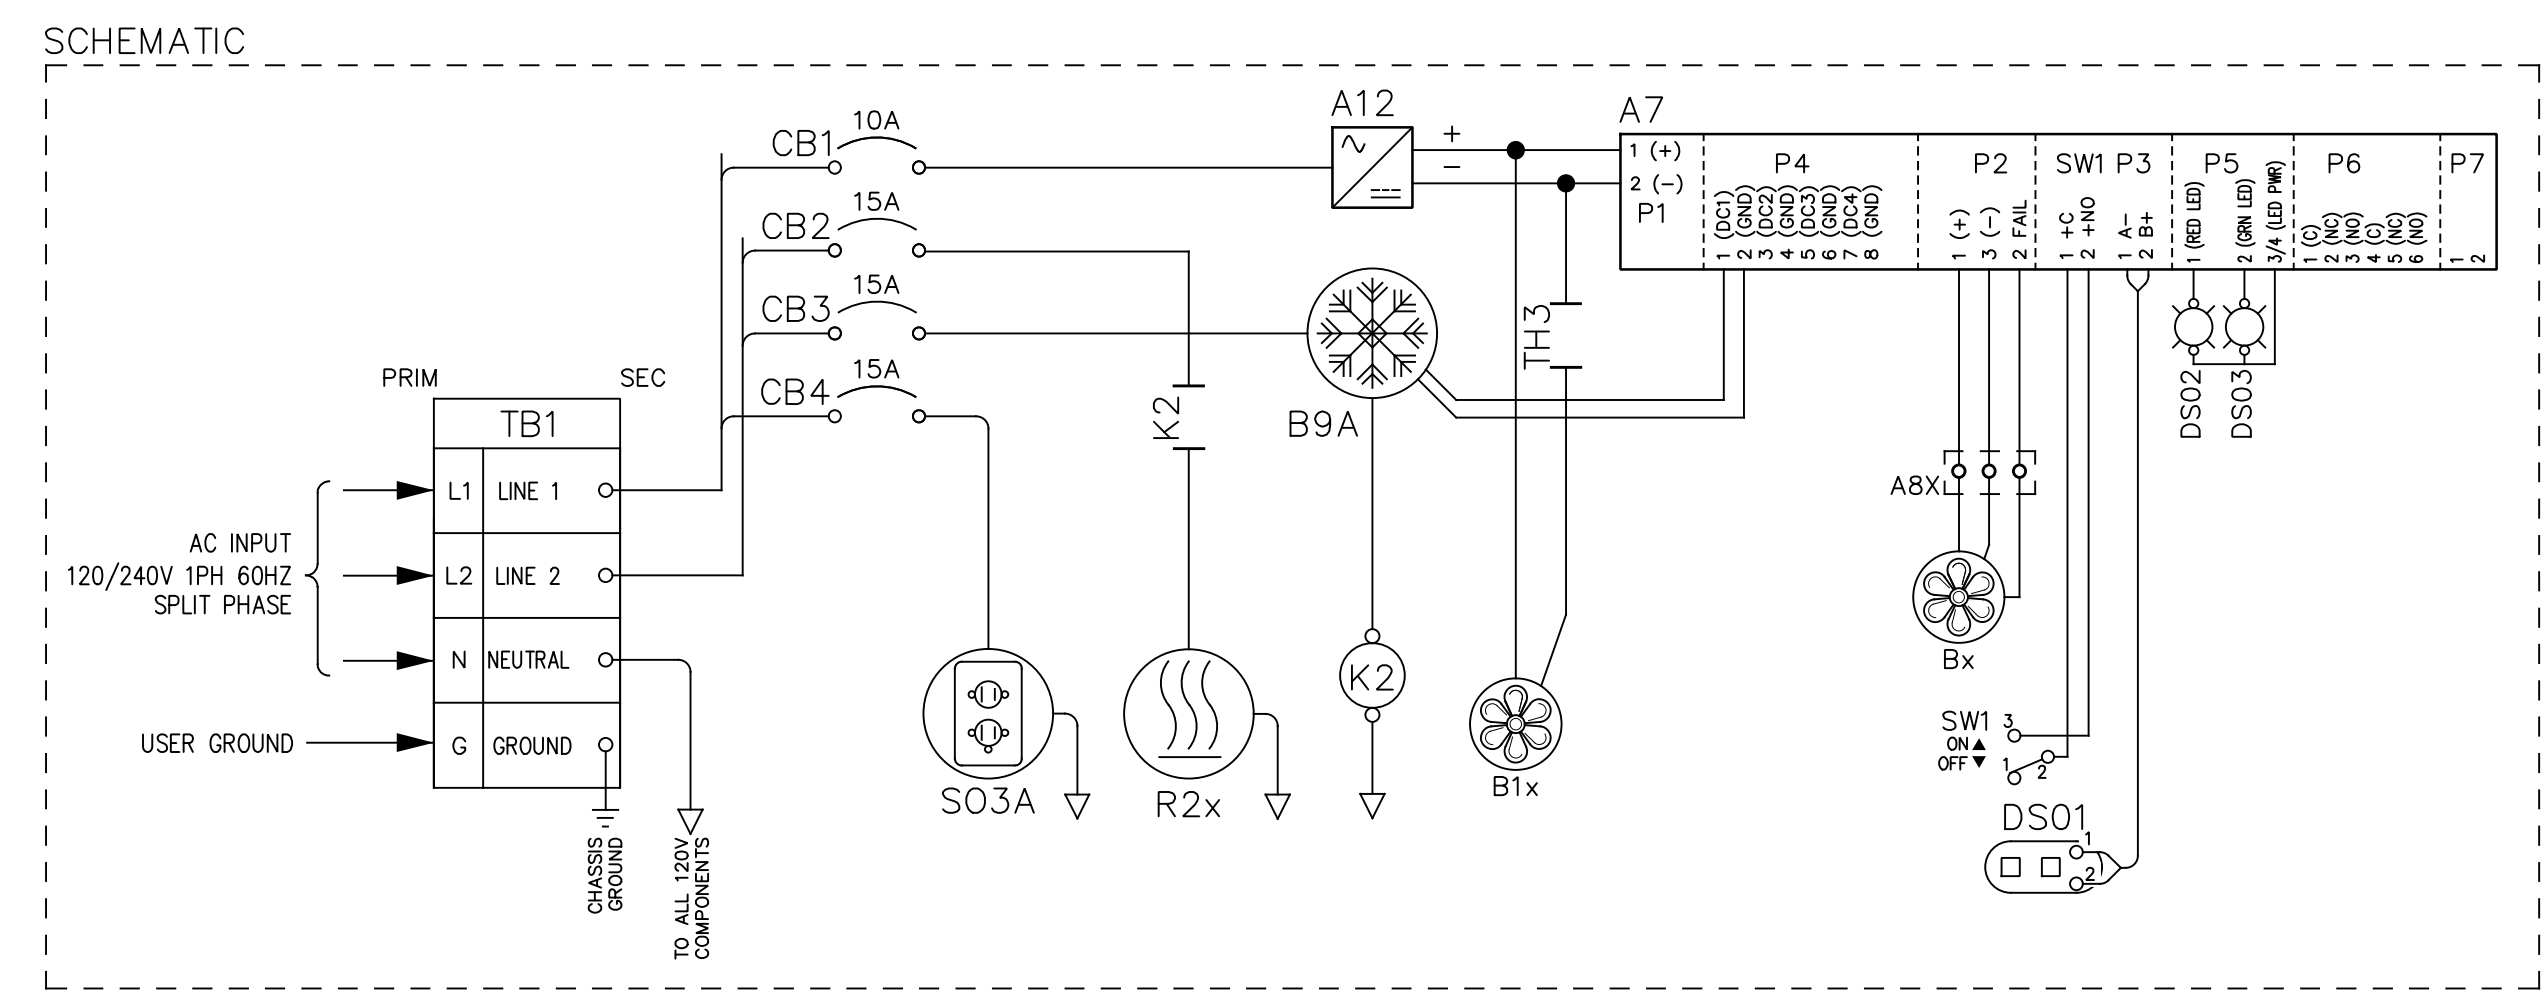 SCHEMATIC
CB1
10A
CB2
15A
CB3
15A
CB4
15A
A12
+
−
A7
1 (+)
2 (−)
P1
P4
1 (DC1)
2 (GND)
3 (DC2)
4 (GND)
5 (DC3)
6 (GND)
7 (DC4)
8 (GND)
P2
1 (+)
3 (−)
2 FAIL
SW1 P3
1 +C
2 +NO
1 A−
2 B+
P5
1 (RED LED)
2 (GRN LED)
3/4 (LED PWR)
P6
1 (C)
2 (NC)
3 (NO)
4 (C)
5 (NC)
6 (NO)
P7
1
2
PRIM
SEC
TB1
L1 LINE 1
L2 LINE 2
N NEUTRAL
G GROUND
AC INPUT
120/240V 1PH 60HZ
SPLIT PHASE
USER GROUND
CHASSIS
GROUND
TO ALL 120V
COMPONENTS
SO3A
K2
R2x
B9A
K2
TH3
B1x
A8X
Bx
DS02
DS03
SW1
3
ON
OFF
1
2
DS01
1
2